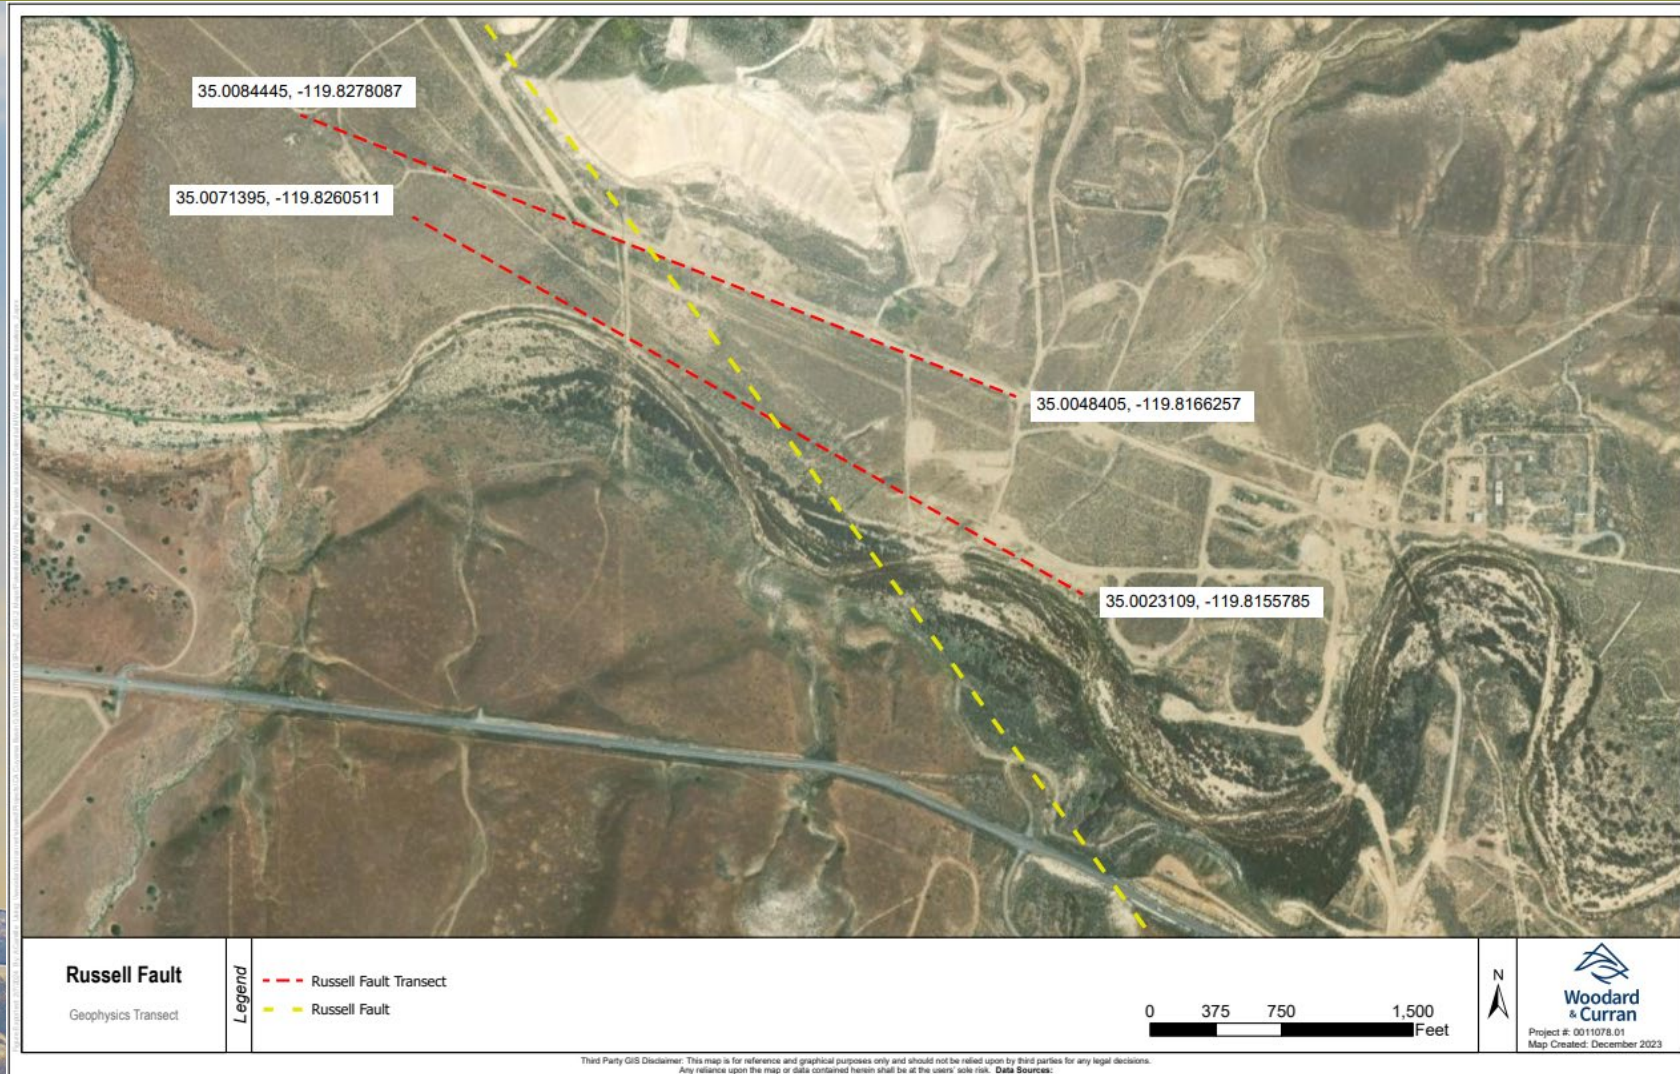 35.0084445, -119.8278087
35.0071395, -119.8260511
35.0048405, -119.8166257
35.0023109, -119.8155785
Russell Fault
Geophysics Transect
Legend
Russell Fault Transect
Russell Fault
0 375 750 1,500
Feet
N
Woodard
& Curran
Project #: 0011078.01
Map Created: December 2023
Third Party GIS Disclaimer: This map is for reference and graphical purposes only and should not be relied upon by third parties for any legal decisions.
Any reliance upon the map or data contained herein shall be at the users' sole risk. Data Sources: